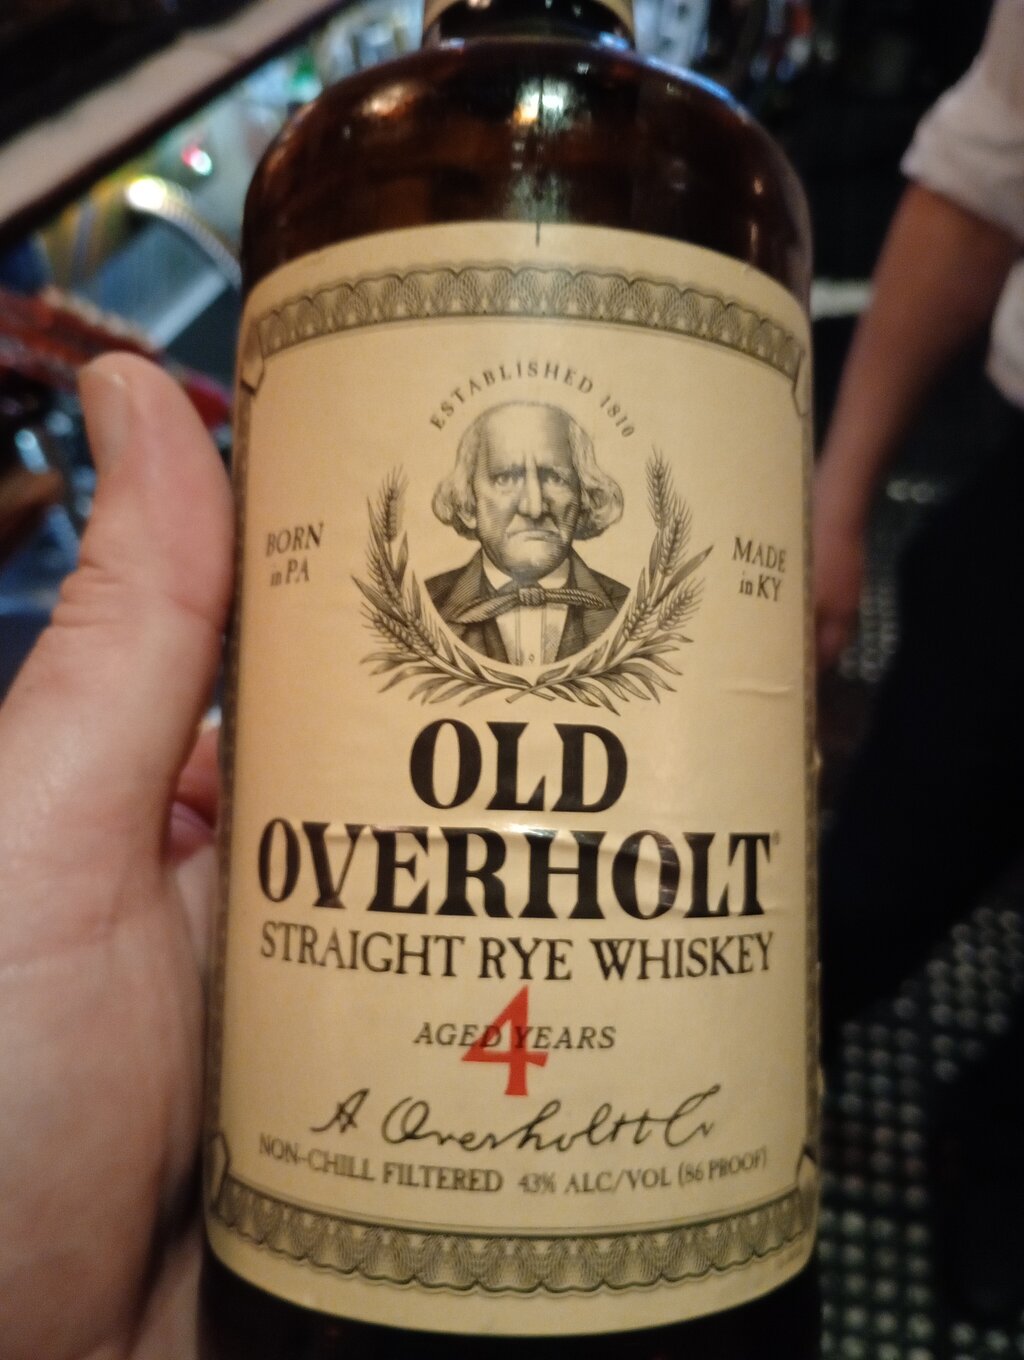 ESTABLISHED 1810
BORN
in PA
MADE
in KY
OLD
OVERHOLT®
STRAIGHT RYE WHISKEY
AGED 4 YEARS
A Overholt & Co
NON-CHILL FILTERED 43% ALC/VOL (86 PROOF)